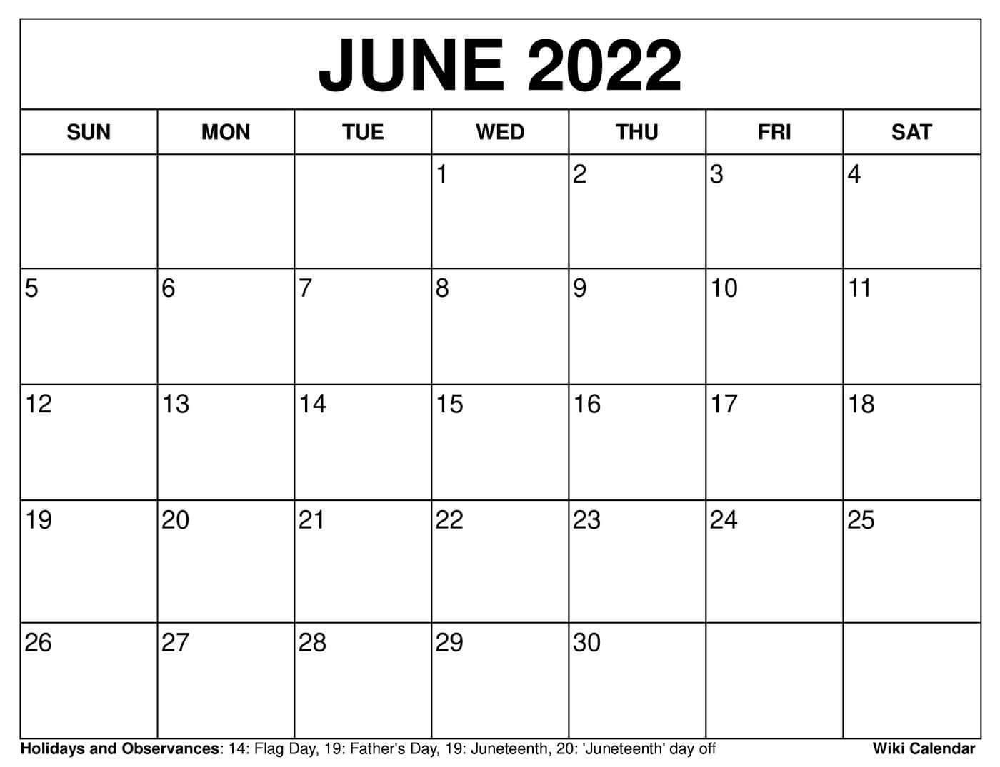 JUNE 2022
SUN MON TUE WED THU FRI SAT
1 2 3 4
5 6 7 8 9 10 11
12 13 14 15 16 17 18
19 20 21 22 23 24 25
26 27 28 29 30
Holidays and Observances: 14: Flag Day, 19: Father's Day, 19: Juneteenth, 20: 'Juneteenth' day off Wiki Calendar